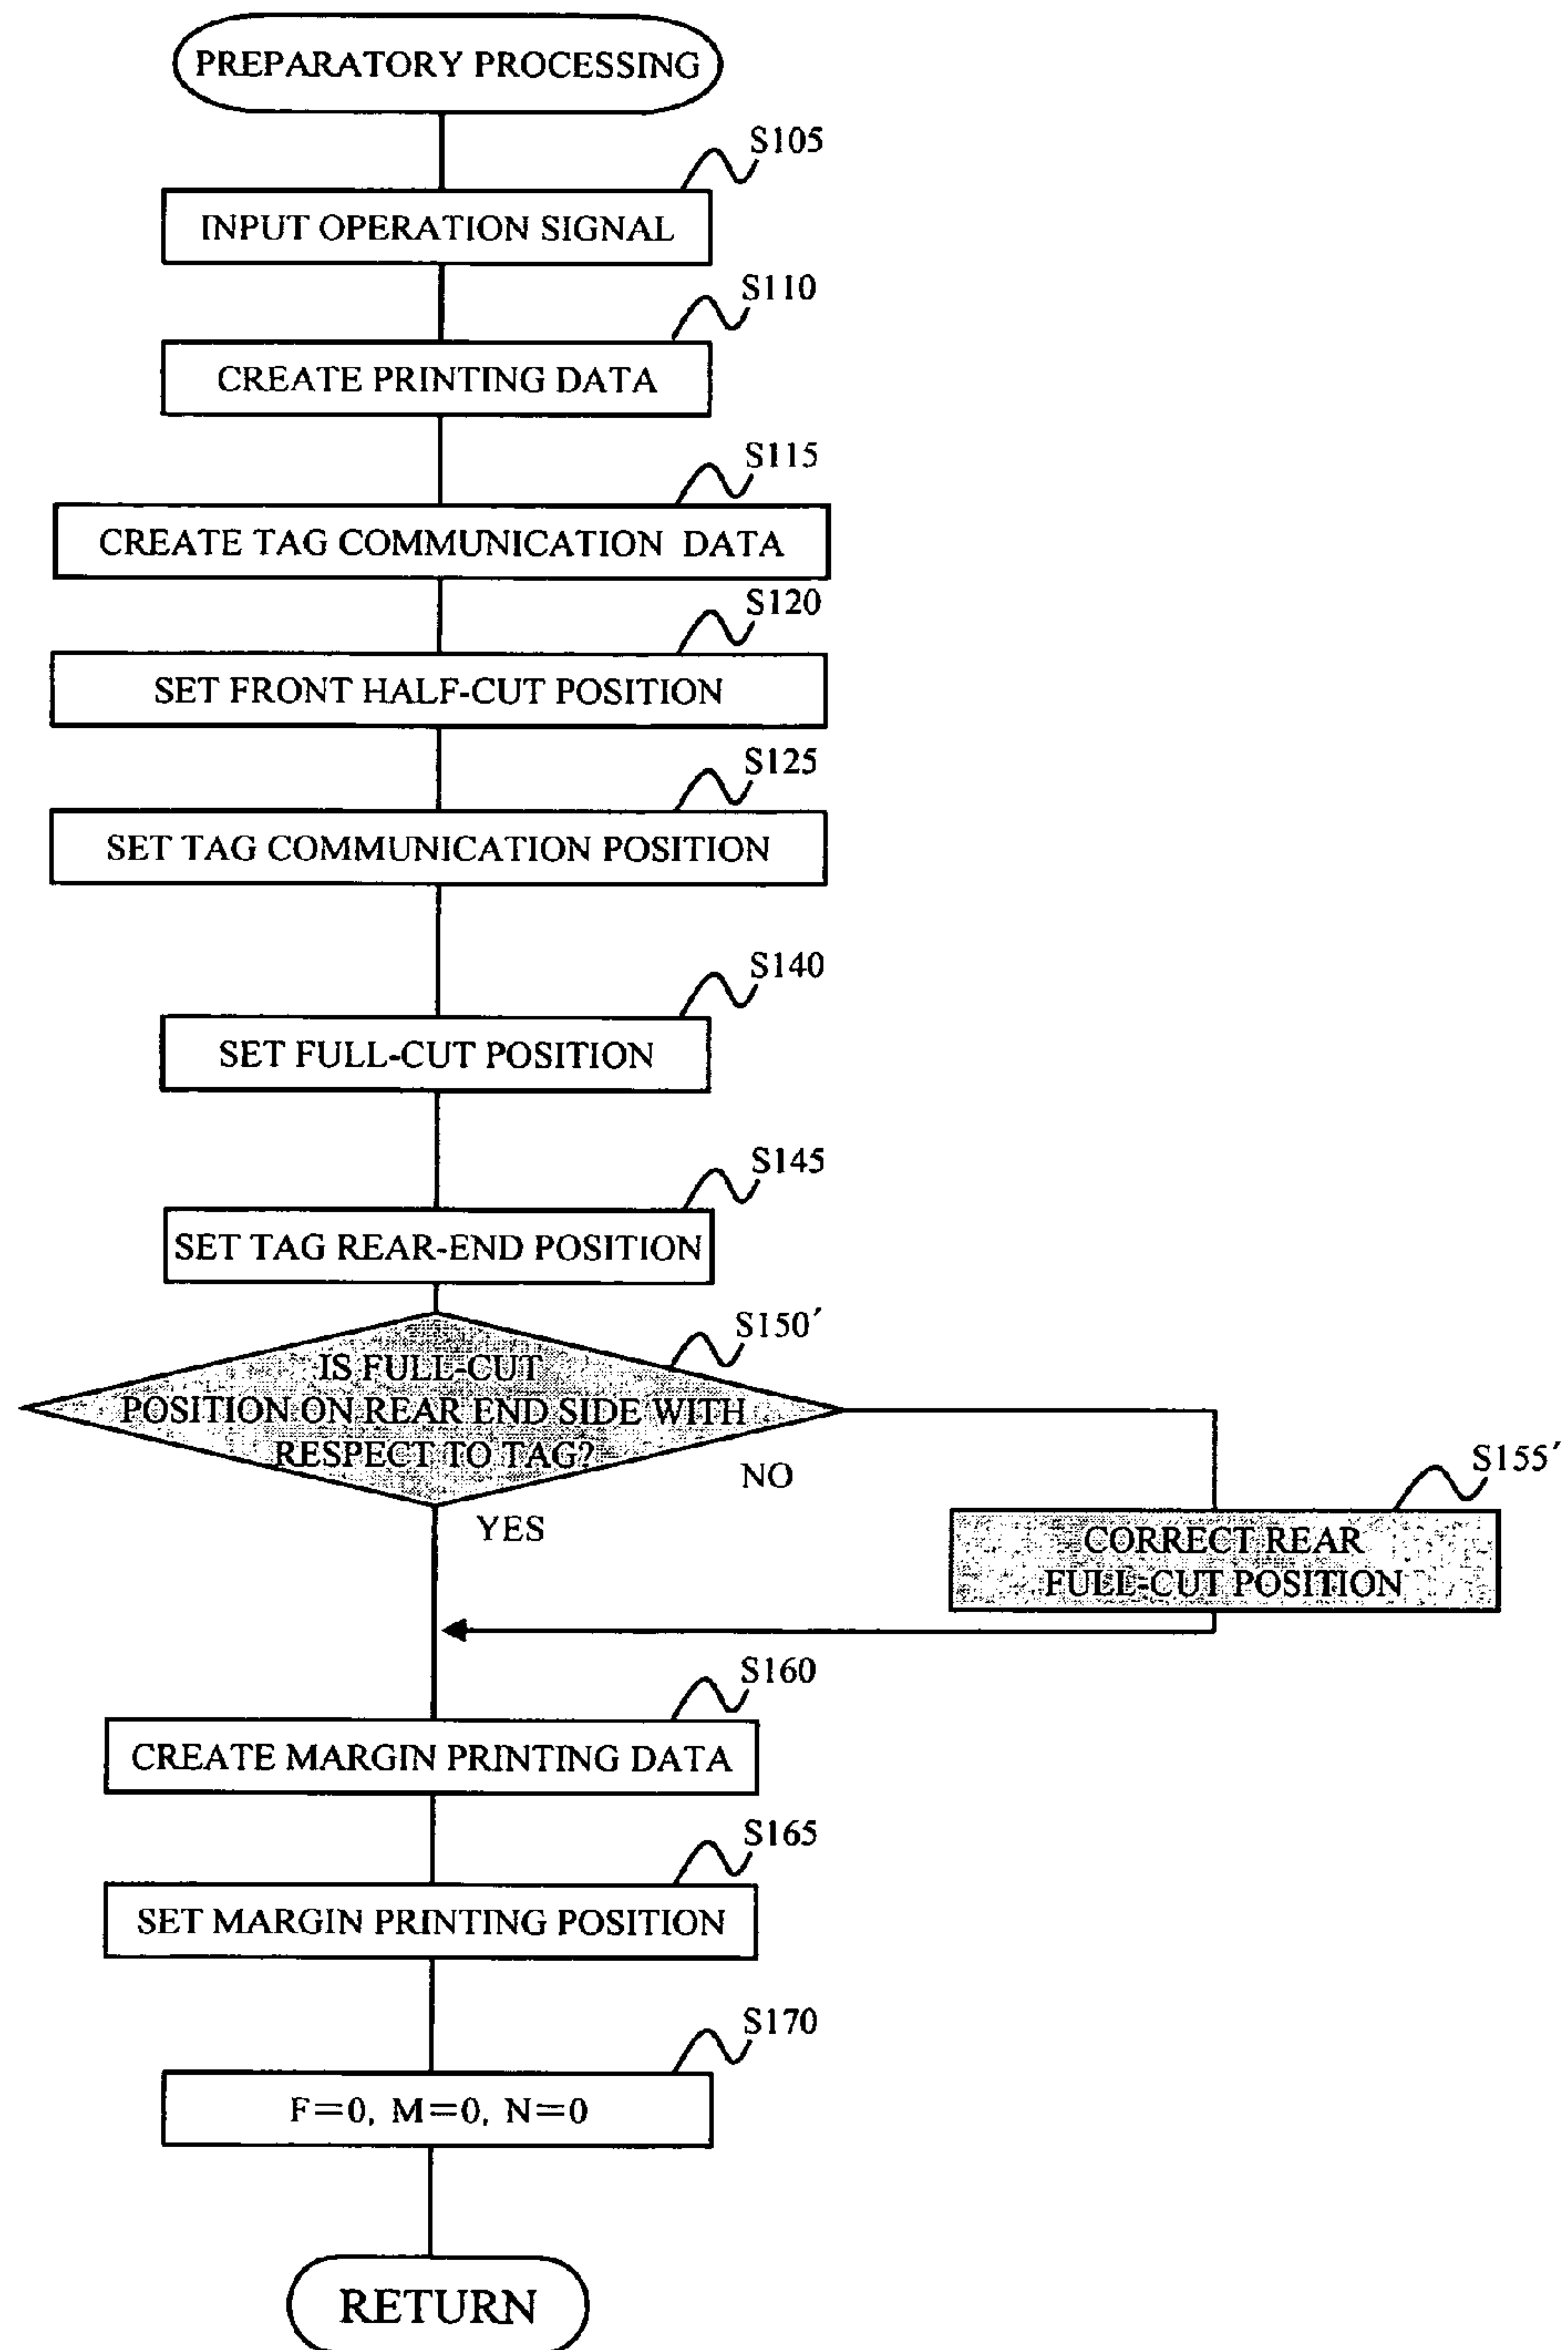 PREPARATORY PROCESSING
S105
INPUT OPERATION SIGNAL
S110
CREATE PRINTING DATA
S115
CREATE TAG COMMUNICATION DATA
S120
SET FRONT HALF-CUT POSITION
S125
SET TAG COMMUNICATION POSITION
S140
SET FULL-CUT POSITION
S145
SET TAG REAR-END POSITION
S150′
IS FULL-CUT
POSITION ON REAR END SIDE WITH
RESPECT TO TAG?
NO
YES
S155′
CORRECT REAR
FULL-CUT POSITION
S160
CREATE MARGIN PRINTING DATA
S165
SET MARGIN PRINTING POSITION
S170
F=0, M=0, N=0
RETURN